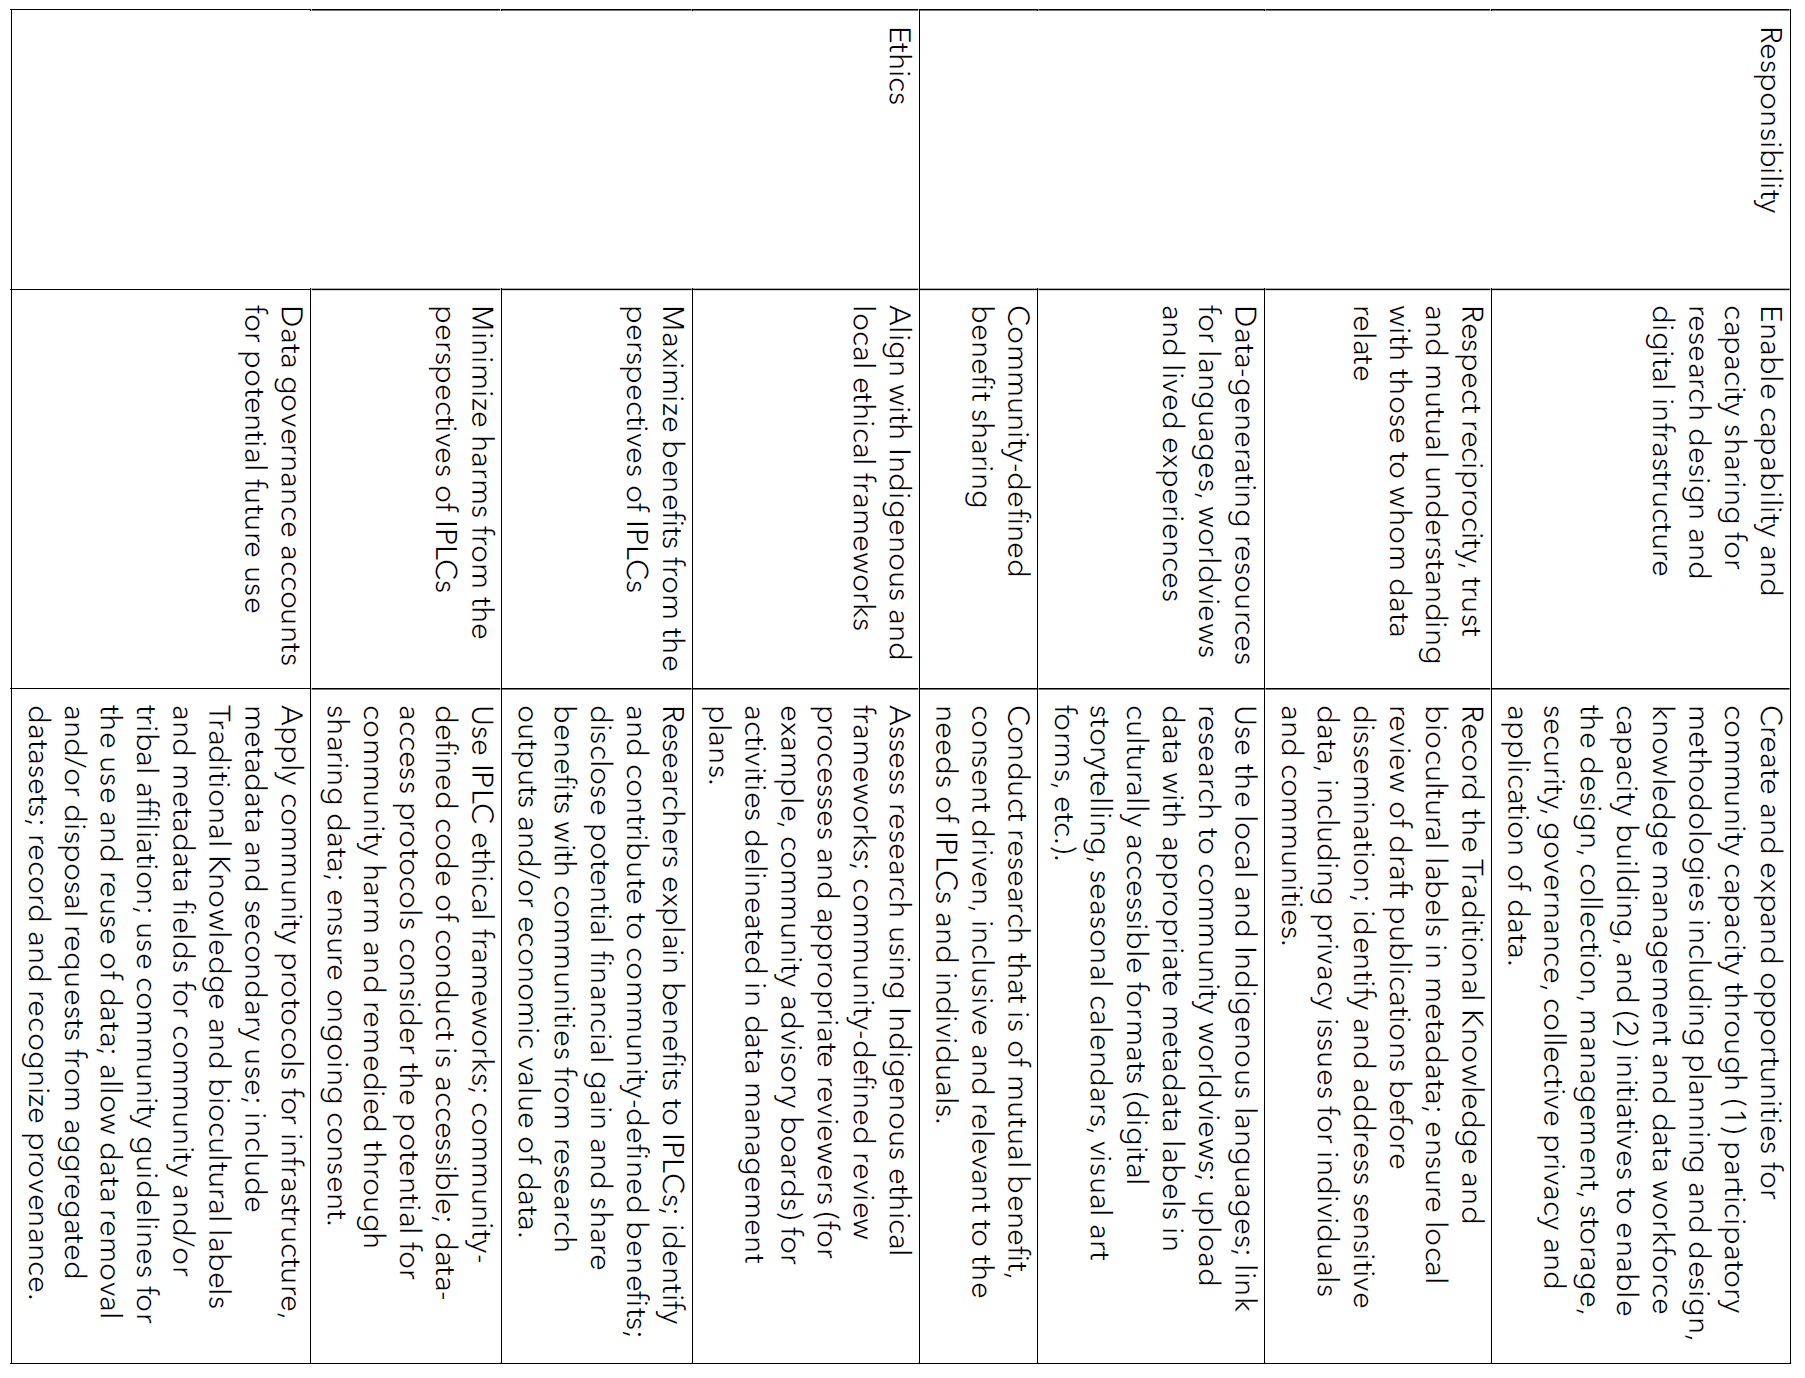 Responsibility
Enable capability and
capacity sharing for
research design and
digital infrastructure
Create and expand opportunities for
community capacity through (1) participatory
methodologies including planning and design,
knowledge management and data workforce
capacity building, and (2) initiatives to enable
the design, collection, management, storage,
security, governance, collective privacy and
application of data.
Respect reciprocity, trust
and mutual understanding
with those to whom data
relate
Record the Traditional Knowledge and
biocultural labels in metadata; ensure local
review of draft publications before
dissemination; identify and address sensitive
data, including privacy issues for individuals
and communities.
Data-generating resources
for languages, worldviews
and lived experiences
Use the local and Indigenous languages; link
research to community worldviews; upload
data with appropriate metadata labels in
culturally accessible formats (digital
storytelling, seasonal calendars, visual art
forms, etc.).
Community-defined
benefit sharing
Conduct research that is of mutual benefit,
consent driven, inclusive and relevant to the
needs of IPLCs and individuals.
Ethics
Align with Indigenous and
local ethical frameworks
Assess research using Indigenous ethical
frameworks; community-defined review
processes and appropriate reviewers (for
example, community advisory boards) for
activities delineated in data management
plans.
Maximize benefits from the
perspectives of IPLCs
Researchers explain benefits to IPLCs; identify
and contribute to community-defined benefits;
disclose potential financial gain and share
benefits with communities from research
outputs and/or economic value of data.
Minimize harms from the
perspectives of IPLCs
Use IPLC ethical frameworks; community-
defined code of conduct is accessible; data-
access protocols consider the potential for
community harm and remedied through
sharing data; ensure ongoing consent.
Data governance accounts
for potential future use
Apply community protocols for infrastructure,
metadata and secondary use; include
Traditional Knowledge and biocultural labels
and metadata fields for community and/or
tribal affiliation; use community guidelines for
the use and reuse of data; allow data removal
and/or disposal requests from aggregated
datasets; record and recognize provenance.